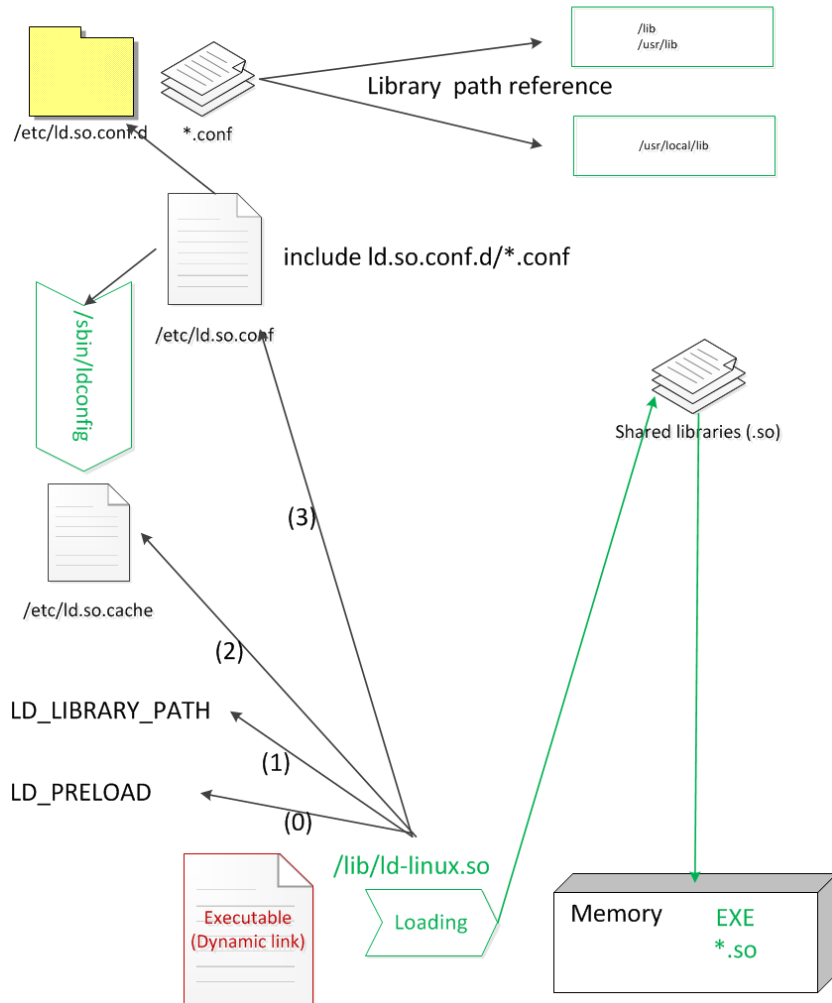 /lib
/usr/lib
Library path reference
/etc/ld.so.conf.d
*.conf
/usr/local/lib
include ld.so.conf.d/*.conf
/etc/ld.so.conf
/sbin/ldconfig
Shared libraries (.so)
(3)
/etc/ld.so.cache
(2)
LD_LIBRARY_PATH
(1)
LD_PRELOAD
(0)
/lib/ld-linux.so
Executable
(Dynamic link)
Loading
Memory
EXE
*.so